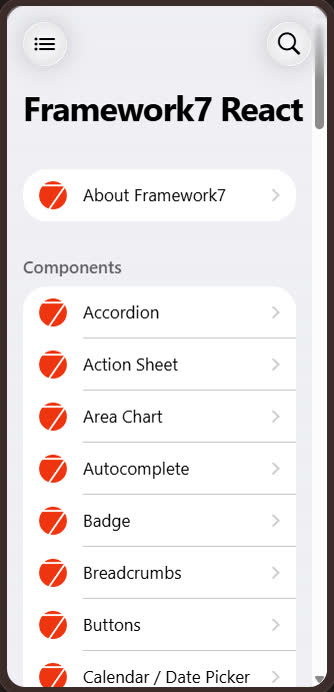 Framework7 React
About Framework7
Components
Accordion
Action Sheet
Area Chart
Autocomplete
Badge
Breadcrumbs
Buttons
Calendar / Date Picker